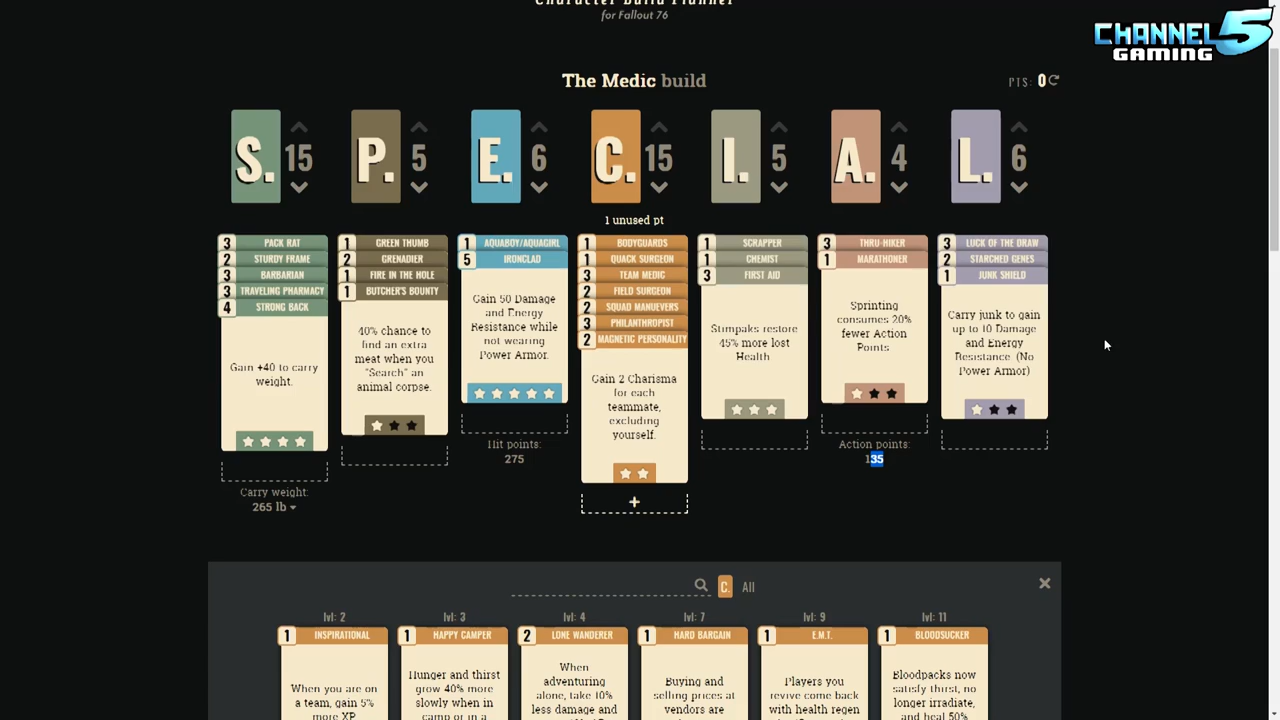 Character Build Planner
for Fallout 76
CHANNEL 5
GAMING
The Medic build
PTS: 0
S. 15
P. 5
E. 6
C. 15
I. 5
A. 4
L. 6
1 unused pt
3 PACK RAT
2 STURDY FRAME
3 BARBARIAN
3 TRAVELING PHARMACY
4 STRONG BACK
Gain +40 to carry
weight.
Carry weight:
265 lb
1 GREEN THUMB
2 GRENADIER
1 FIRE IN THE HOLE
1 BUTCHER'S BOUNTY
40% chance to
find an extra
meat when you
"Search" an
animal corpse.
1 AQUABOY/AQUAGIRL
5 IRONCLAD
Gain 50 Damage
and Energy
Resistance while
not wearing
Power Armor.
Hit points:
275
1 BODYGUARDS
1 QUACK SURGEON
3 TEAM MEDIC
2 FIELD SURGEON
2 SQUAD MANUEVERS
3 PHILANTHROPIST
2 MAGNETIC PERSONALITY
Gain 2 Charisma
for each
teammate,
excluding
yourself.
+
1 SCRAPPER
1 CHEMIST
3 FIRST AID
Stimpaks restore
45% more lost
Health
3 THRU-HIKER
1 MARATHONER
Sprinting
consumes 20%
fewer Action
Points
Action points:
135
3 LUCK OF THE DRAW
2 STARCHED GENES
1 JUNK SHIELD
Carry junk to gain
up to 10 Damage
and Energy
Resistance. (No
Power Armor)
C. All
lvl: 2
1 INSPIRATIONAL
When you are on
a team, gain 5%
more XP
lvl: 3
1 HAPPY CAMPER
Hunger and thirst
grow 40% more
slowly when in
camp or in a
lvl: 4
2 LONE WANDERER
When
adventuring
alone, take 10%
less damage and
lvl: 7
1 HARD BARGAIN
Buying and
selling prices at
vendors are
lvl: 9
1 E.M.T.
Players you
revive come back
with health regen
lvl: 11
1 BLOODSUCKER
Bloodpacks now
satisfy thirst, no
longer irradiate,
and heal 50%